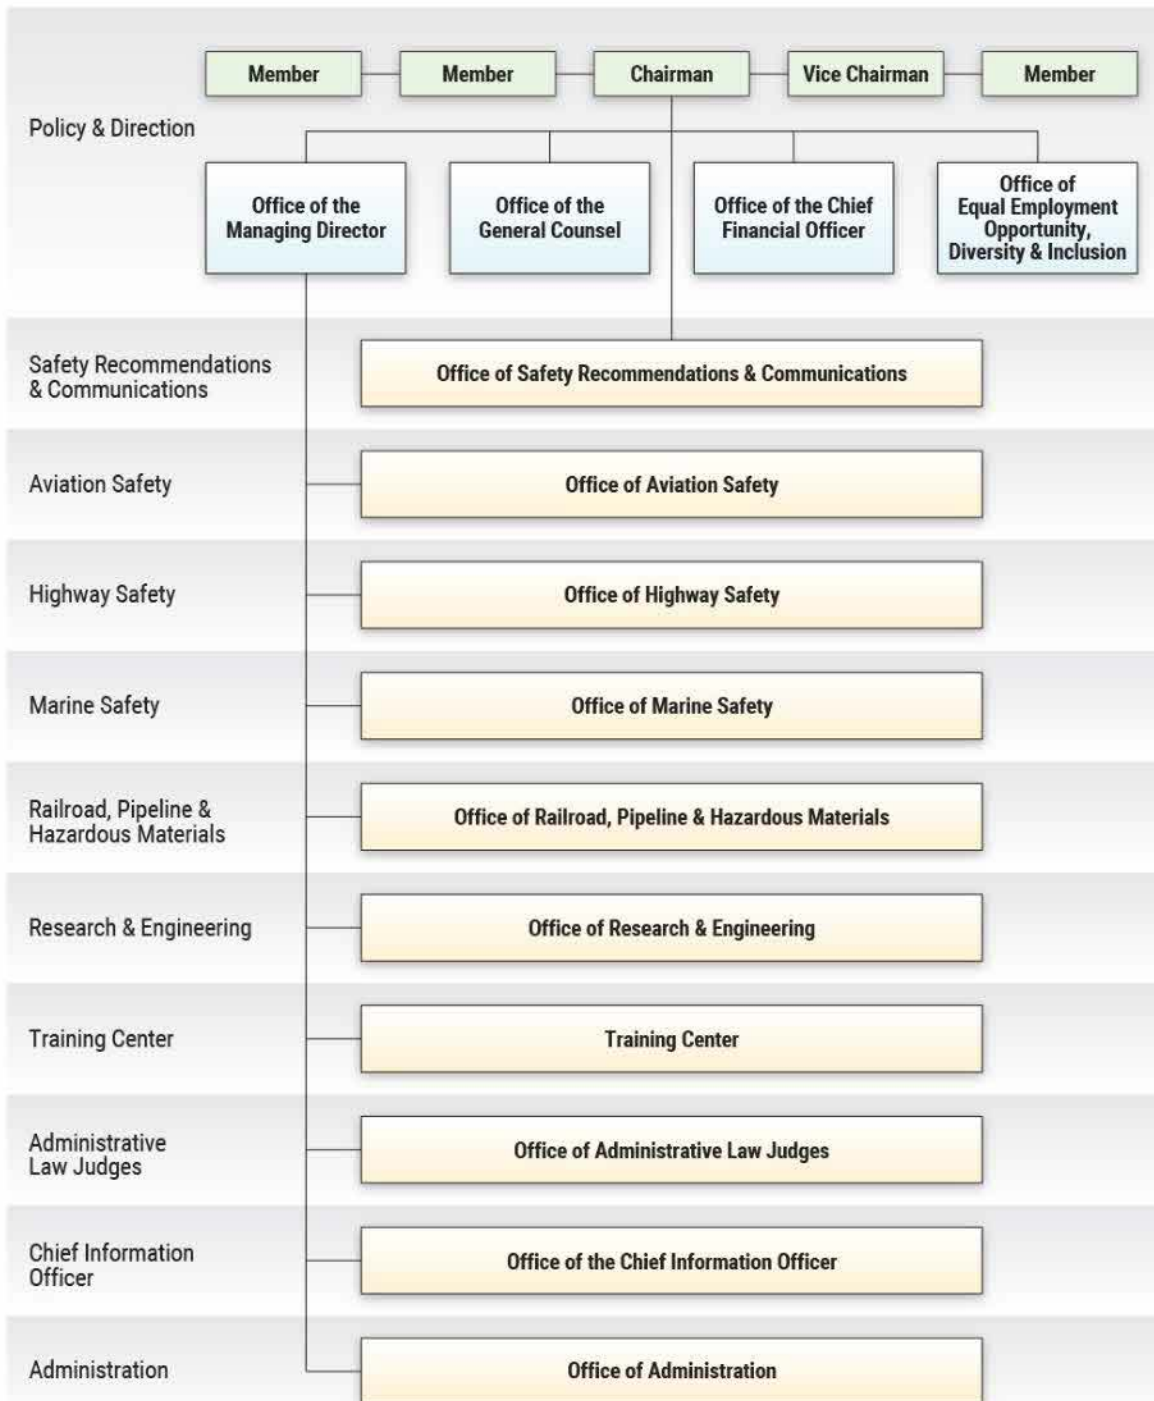 Member
Member
Chairman
Vice Chairman
Member
Policy & Direction
Office of the
Managing Director
Office of the
General Counsel
Office of the Chief
Financial Officer
Office of
Equal Employment
Opportunity,
Diversity & Inclusion
Safety Recommendations
& Communications
Office of Safety Recommendations & Communications
Aviation Safety
Office of Aviation Safety
Highway Safety
Office of Highway Safety
Marine Safety
Office of Marine Safety
Railroad, Pipeline &
Hazardous Materials
Office of Railroad, Pipeline & Hazardous Materials
Research & Engineering
Office of Research & Engineering
Training Center
Training Center
Administrative
Law Judges
Office of Administrative Law Judges
Chief Information
Officer
Office of the Chief Information Officer
Administration
Office of Administration